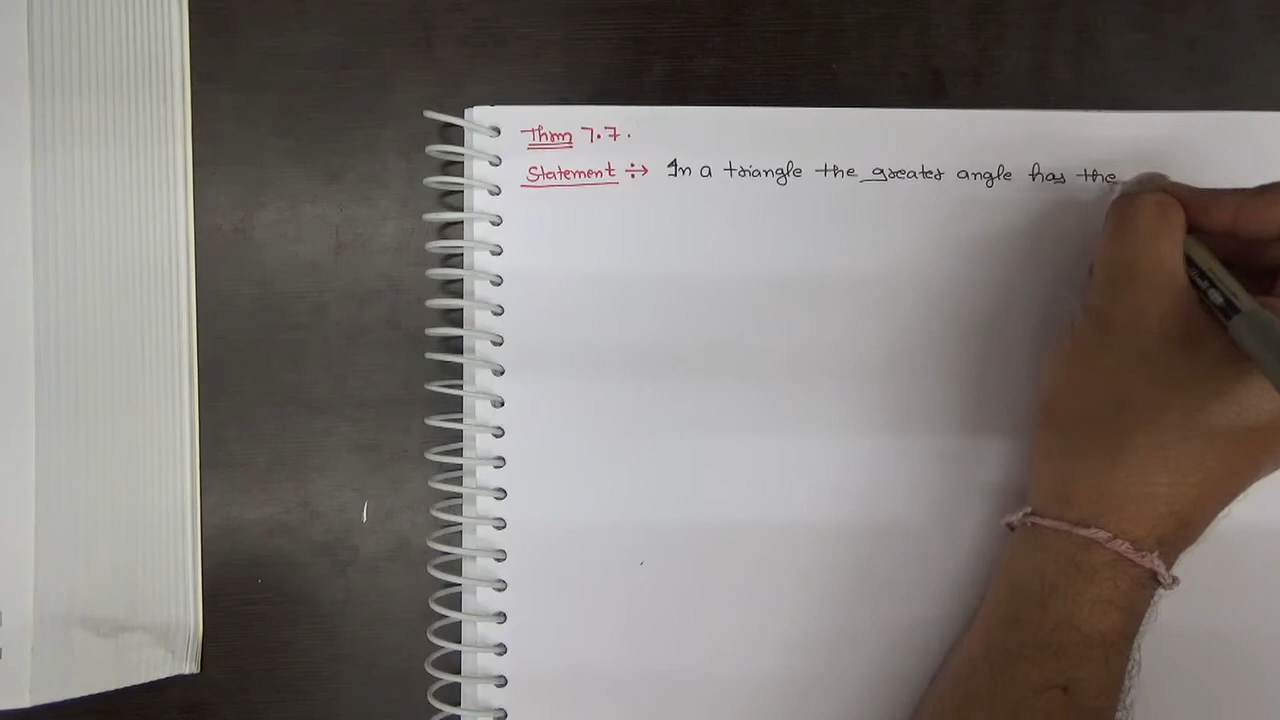 Thm 7.7.
Statement ÷→ In a triangle the greater angle has the